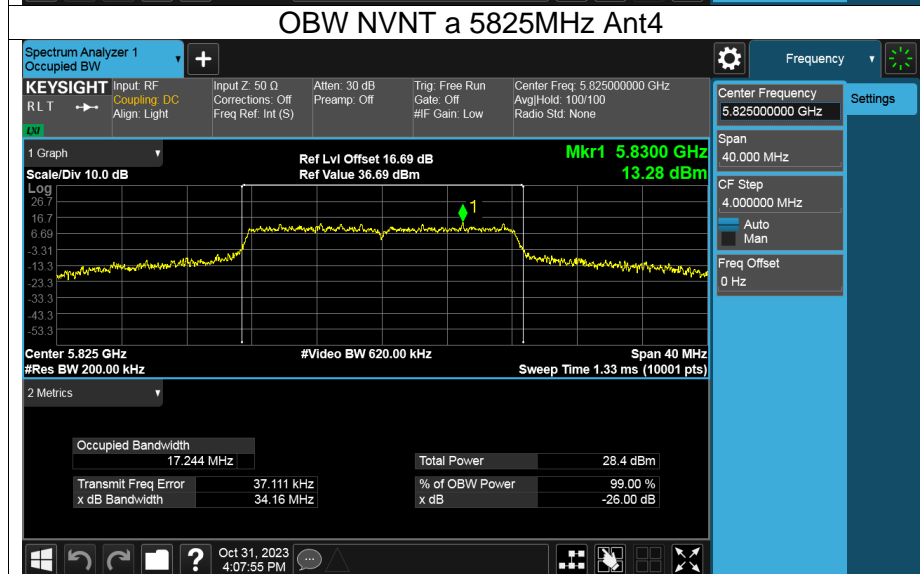 OBW NVNT a 5825MHz Ant4
Spectrum Analyzer 1
Occupied BW
+
Frequency
KEYSIGHT
Input: RF
Input Z: 50 Ω
Atten: 30 dB
Trig: Free Run
Center Freq: 5.825000000 GHz
RLT
Coupling: DC
Corrections: Off
Preamp: Off
Gate: Off
Avg|Hold: 100/100
Align: Light
Freq Ref: Int (S)
#IF Gain: Low
Radio Std: None
LXI
Center Frequency
5.825000000 GHz
Settings
Span
40.000 MHz
CF Step
4.000000 MHz
Auto
Man
Freq Offset
0 Hz
1 Graph
Ref Lvl Offset 16.69 dB
Mkr1 5.8300 GHz
Scale/Div 10.0 dB
Ref Value 36.69 dBm
13.28 dBm
Log
26.7
16.7
6.69
-3.31
-13.3
-23.3
-33.3
-43.3
-53.3
1
Center 5.825 GHz
#Video BW 620.00 kHz
Span 40 MHz
#Res BW 200.00 kHz
Sweep Time 1.33 ms (10001 pts)
2 Metrics
Occupied Bandwidth
17.244 MHz
Total Power 28.4 dBm
Transmit Freq Error 37.111 kHz
% of OBW Power 99.00 %
x dB Bandwidth 34.16 MHz
x dB -26.00 dB
?
Oct 31, 2023
4:07:55 PM